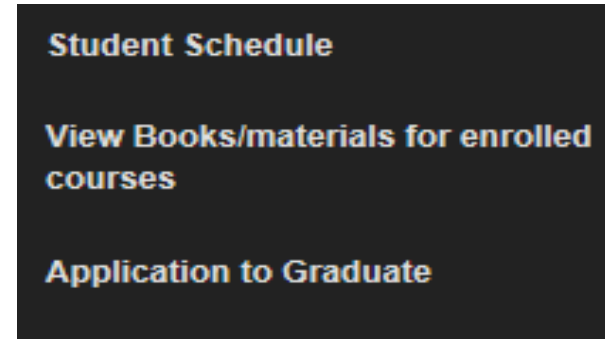 Student Schedule
View Books/materials for enrolled
courses
Application to Graduate